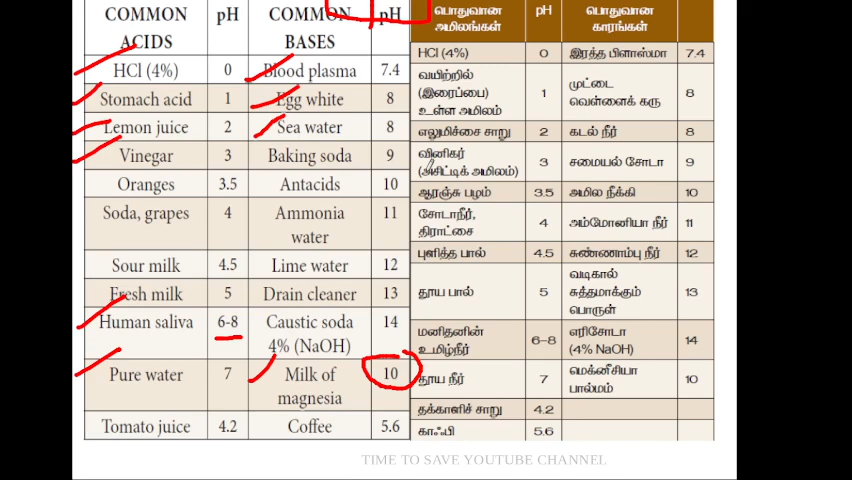 COMMON ACIDS pH COMMON BASES pH
HCl (4%) 0 Blood plasma 7.4
Stomach acid 1 Egg white 8
Lemon juice 2 Sea water 8
Vinegar 3 Baking soda 9
Oranges 3.5 Antacids 10
Soda, grapes 4 Ammonia water 11
Sour milk 4.5 Lime water 12
Fresh milk 5 Drain cleaner 13
Human saliva 6-8 Caustic soda 4% (NaOH) 14
Pure water 7 Milk of magnesia 10
Tomato juice 4.2 Coffee 5.6
பொதுவான அமிலங்கள் pH பொதுவான காரங்கள்
HCl (4%) 0 இரத்த பிளாஸ்மா 7.4
வயிற்றில் (இரைப்பை) உள்ள அமிலம் 1 முட்டை வெள்ளைக் கரு 8
எலுமிச்சை சாறு 2 கடல் நீர் 8
வினிகர் (அசிட்டிக் அமிலம்) 3 சமையல் சோடா 9
ஆரஞ்சு பழம் 3.5 அமில நீக்கி 10
சோடாநீர், திராட்சை 4 அம்மோனியா நீர் 11
புளித்த பால் 4.5 சுண்ணாம்பு நீர் 12
தூய பால் 5 வடிகால் சுத்தமாக்கும் பொருள் 13
மனிதனின் உமிழ்நீர் 6-8 எரிசோடா (4% NaOH) 14
தூய நீர் 7 மெக்னீசியா பால்மம் 10
தக்காளிச் சாறு 4.2
காஃபி 5.6
TIME TO SAVE YOUTUBE CHANNEL